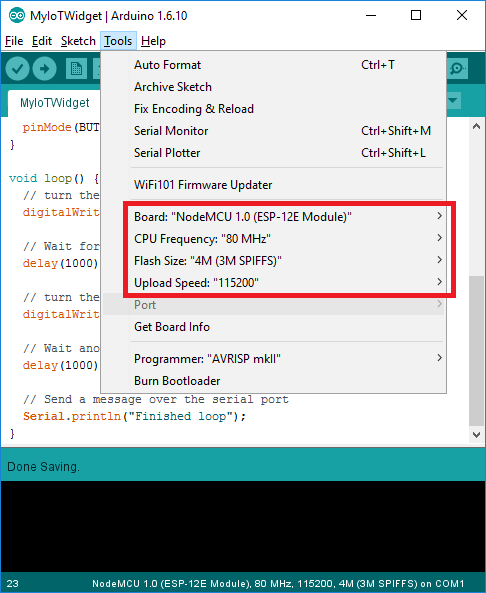 MyIoTWidget | Arduino 1.6.10
File Edit Sketch Tools Help
MyIoTWidget
Auto Format Ctrl+T
Archive Sketch
Fix Encoding & Reload
Serial Monitor Ctrl+Shift+M
Serial Plotter Ctrl+Shift+L
WiFi101 Firmware Updater
Board: "NodeMCU 1.0 (ESP-12E Module)"
CPU Frequency: "80 MHz"
Flash Size: "4M (3M SPIFFS)"
Upload Speed: "115200"
Port
Get Board Info
Programmer: "AVRISP mkII"
Burn Bootloader
pinMode(BUT
}
void loop() {
// turn the
digitalWrit
// Wait for
delay(1000)
// turn the
digitalWrit
// Wait ano
delay(1000)
// Send a message over the serial port
Serial.println("Finished loop");
}
Done Saving.
23 NodeMCU 1.0 (ESP-12E Module), 80 MHz, 115200, 4M (3M SPIFFS) on COM1